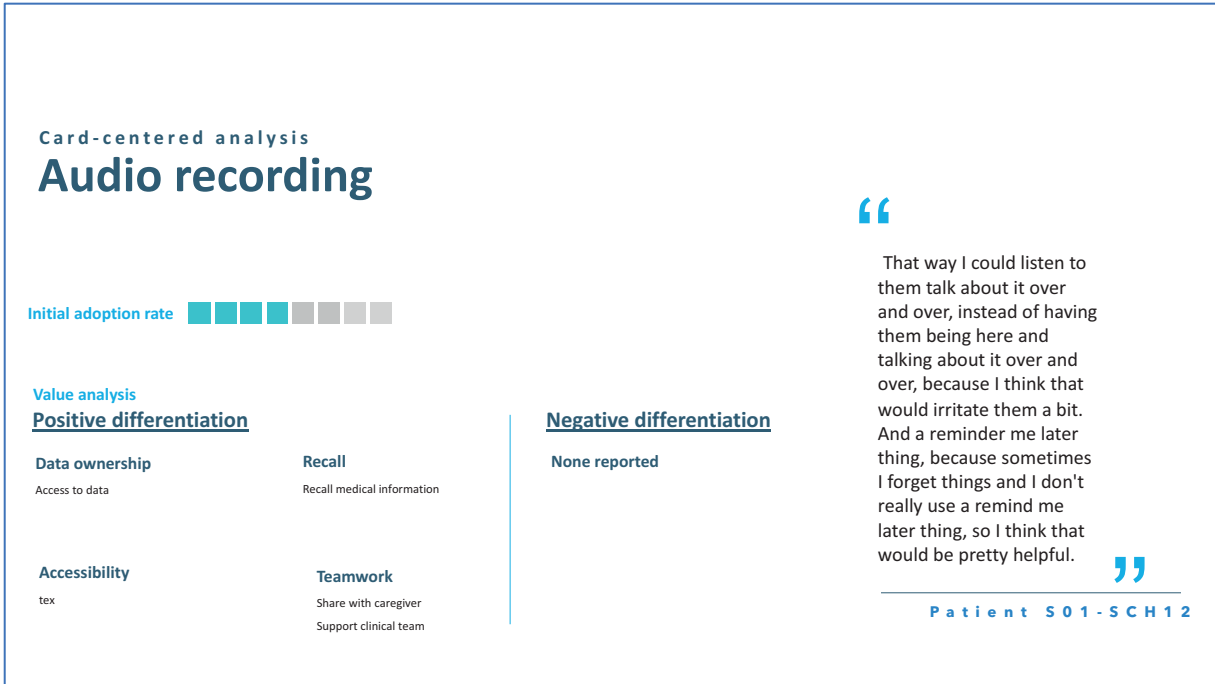 Card-centered analysis
Audio recording
Initial adoption rate
Value analysis
Positive differentiation
Data ownership
Access to data
Recall
Recall medical information
Accessibility
tex
Teamwork
Share with caregiver
Support clinical team
Negative differentiation
None reported
“
That way I could listen to
them talk about it over
and over, instead of having
them being here and
talking about it over and
over, because I think that
would irritate them a bit.
And a reminder me later
thing, because sometimes
I forget things and I don't
really use a remind me
later thing, so I think that
would be pretty helpful.
”
Patient S01-SCH12